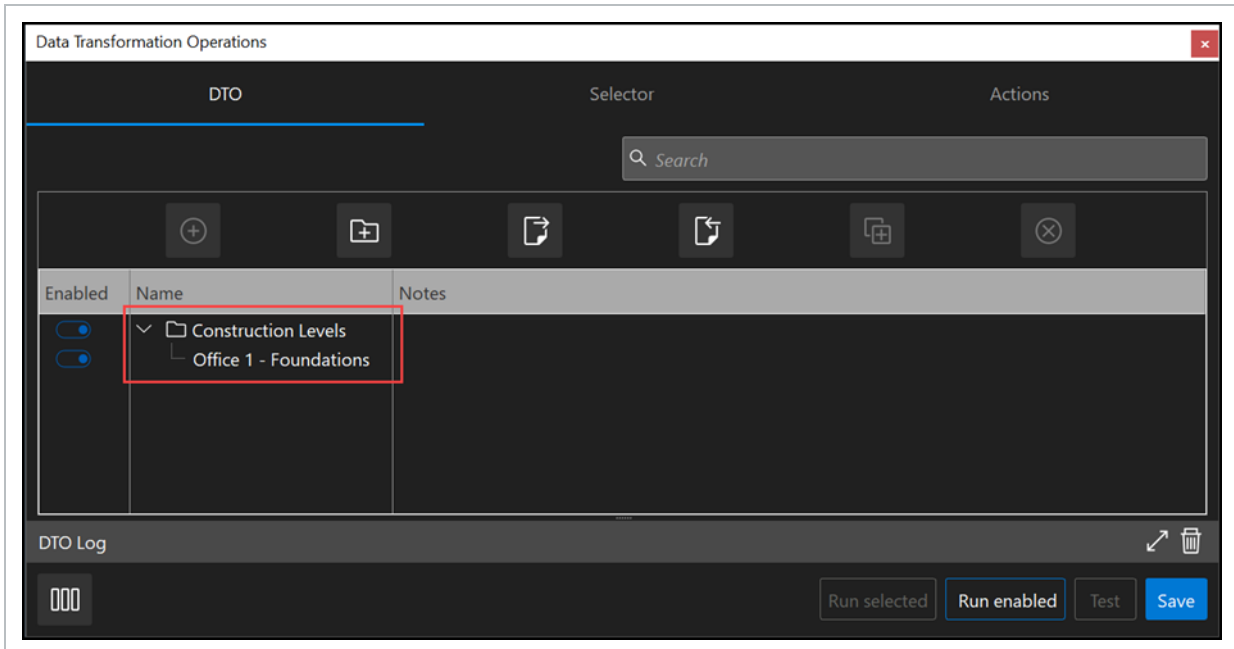 Data Transformation Operations
DTO Selector Actions
Search
Enabled Name Notes
Construction Levels
Office 1 - Foundations
DTO Log
Run selected Run enabled Test Save